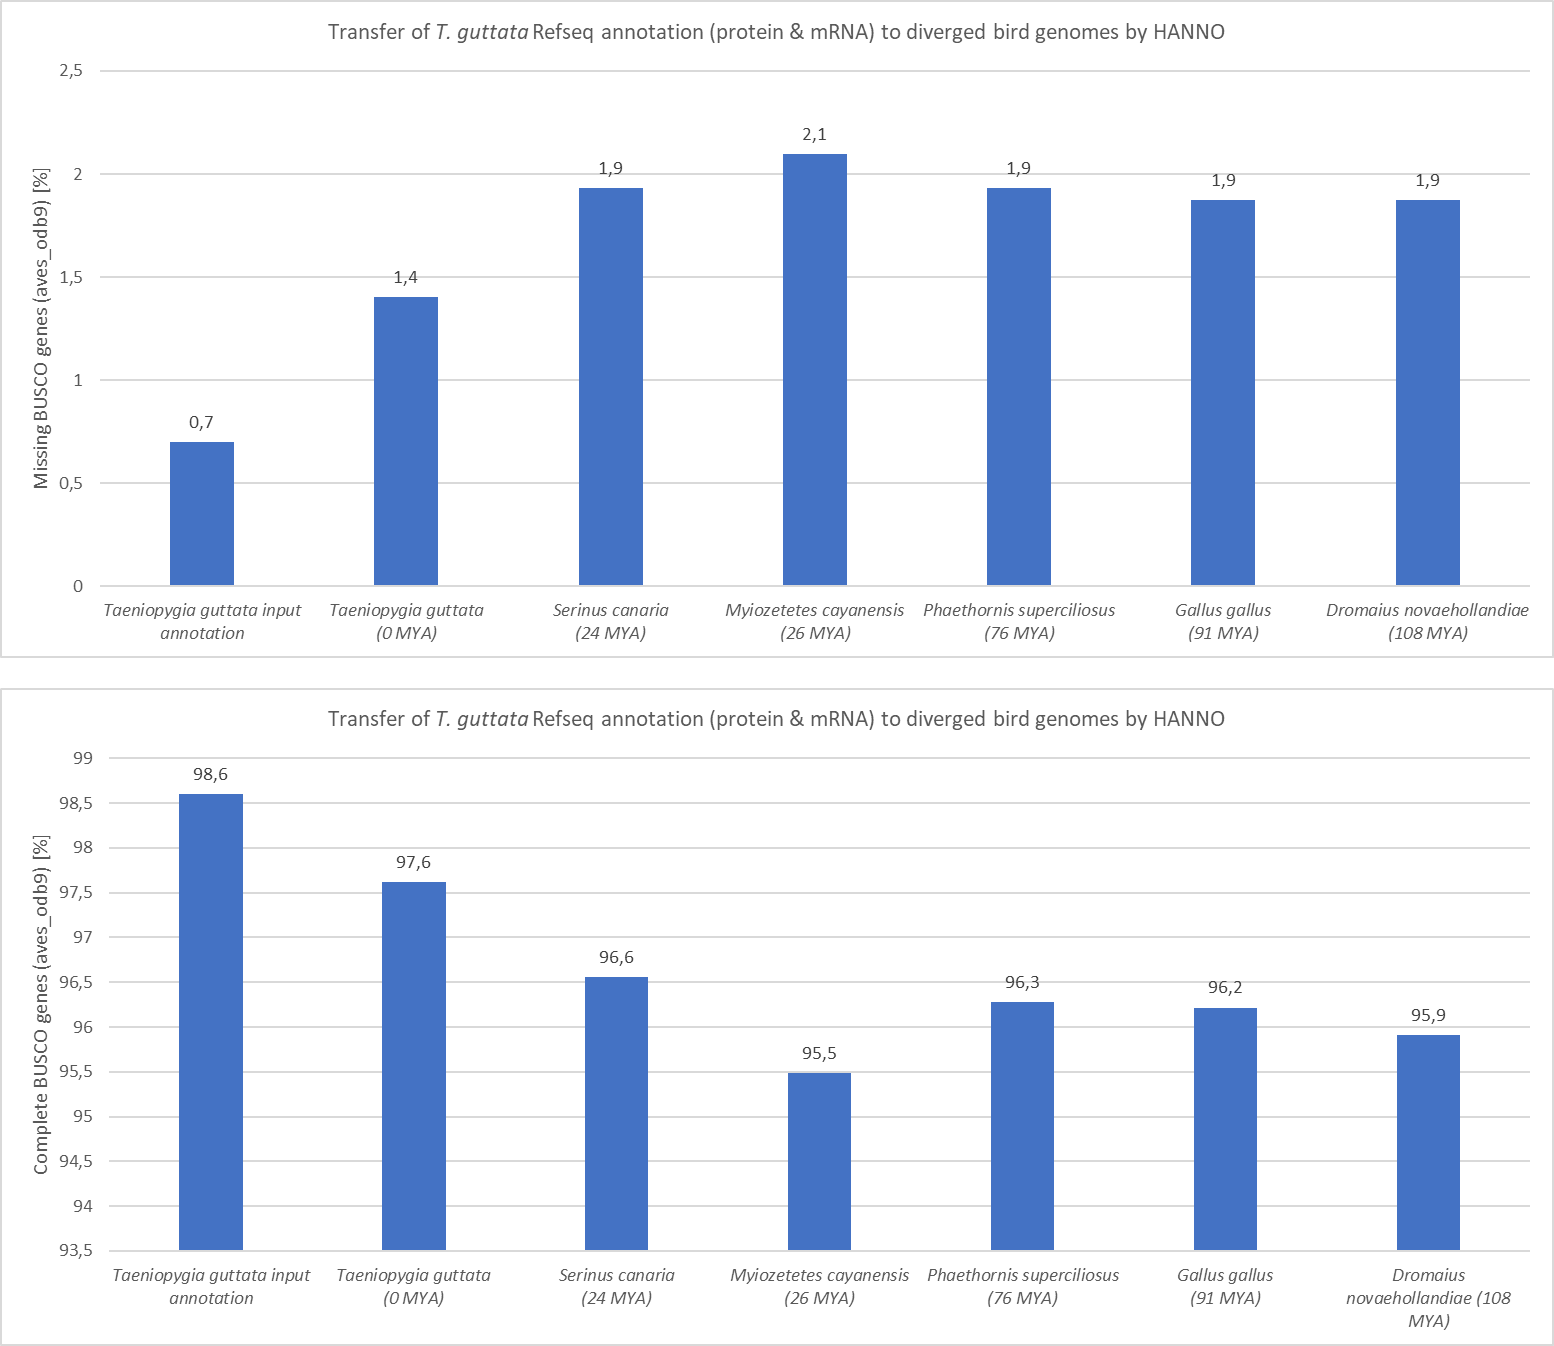 Transfer of T. guttata Refseq annotation (protein & mRNA) to diverged bird genomes by HANNO
Missing BUSCO genes (aves_odb9) [%]
2,5
2
1,5
1
0,5
0
0,7
1,4
1,9
2,1
1,9
1,9
1,9
Taeniopygia guttata input
annotation
Taeniopygia guttata
(0 MYA)
Serinus canaria
(24 MYA)
Myiozetetes cayanensis
(26 MYA)
Phaethornis superciliosus
(76 MYA)
Gallus gallus
(91 MYA)
Dromaius novaehollandiae
(108 MYA)
Transfer of T. guttata Refseq annotation (protein & mRNA) to diverged bird genomes by HANNO
Complete BUSCO genes (aves_odb9) [%]
99
98,5
98
97,5
97
96,5
96
95,5
95
94,5
94
93,5
98,6
97,6
96,6
95,5
96,3
96,2
95,9
Taeniopygia guttata input
annotation
Taeniopygia guttata
(0 MYA)
Serinus canaria
(24 MYA)
Myiozetetes cayanensis
(26 MYA)
Phaethornis superciliosus
(76 MYA)
Gallus gallus
(91 MYA)
Dromaius
novaehollandiae (108
MYA)